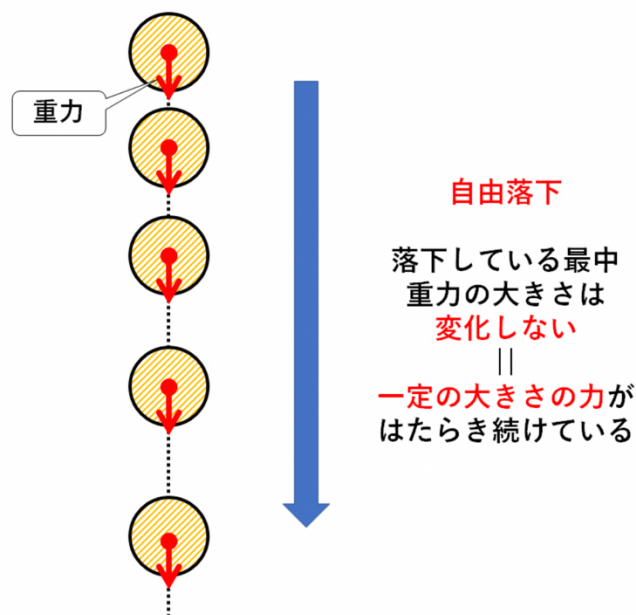 重力
自由落下
落下している最中
重力の大きさは
変化しない
||
一定の大きさの力が
はたらき続けている